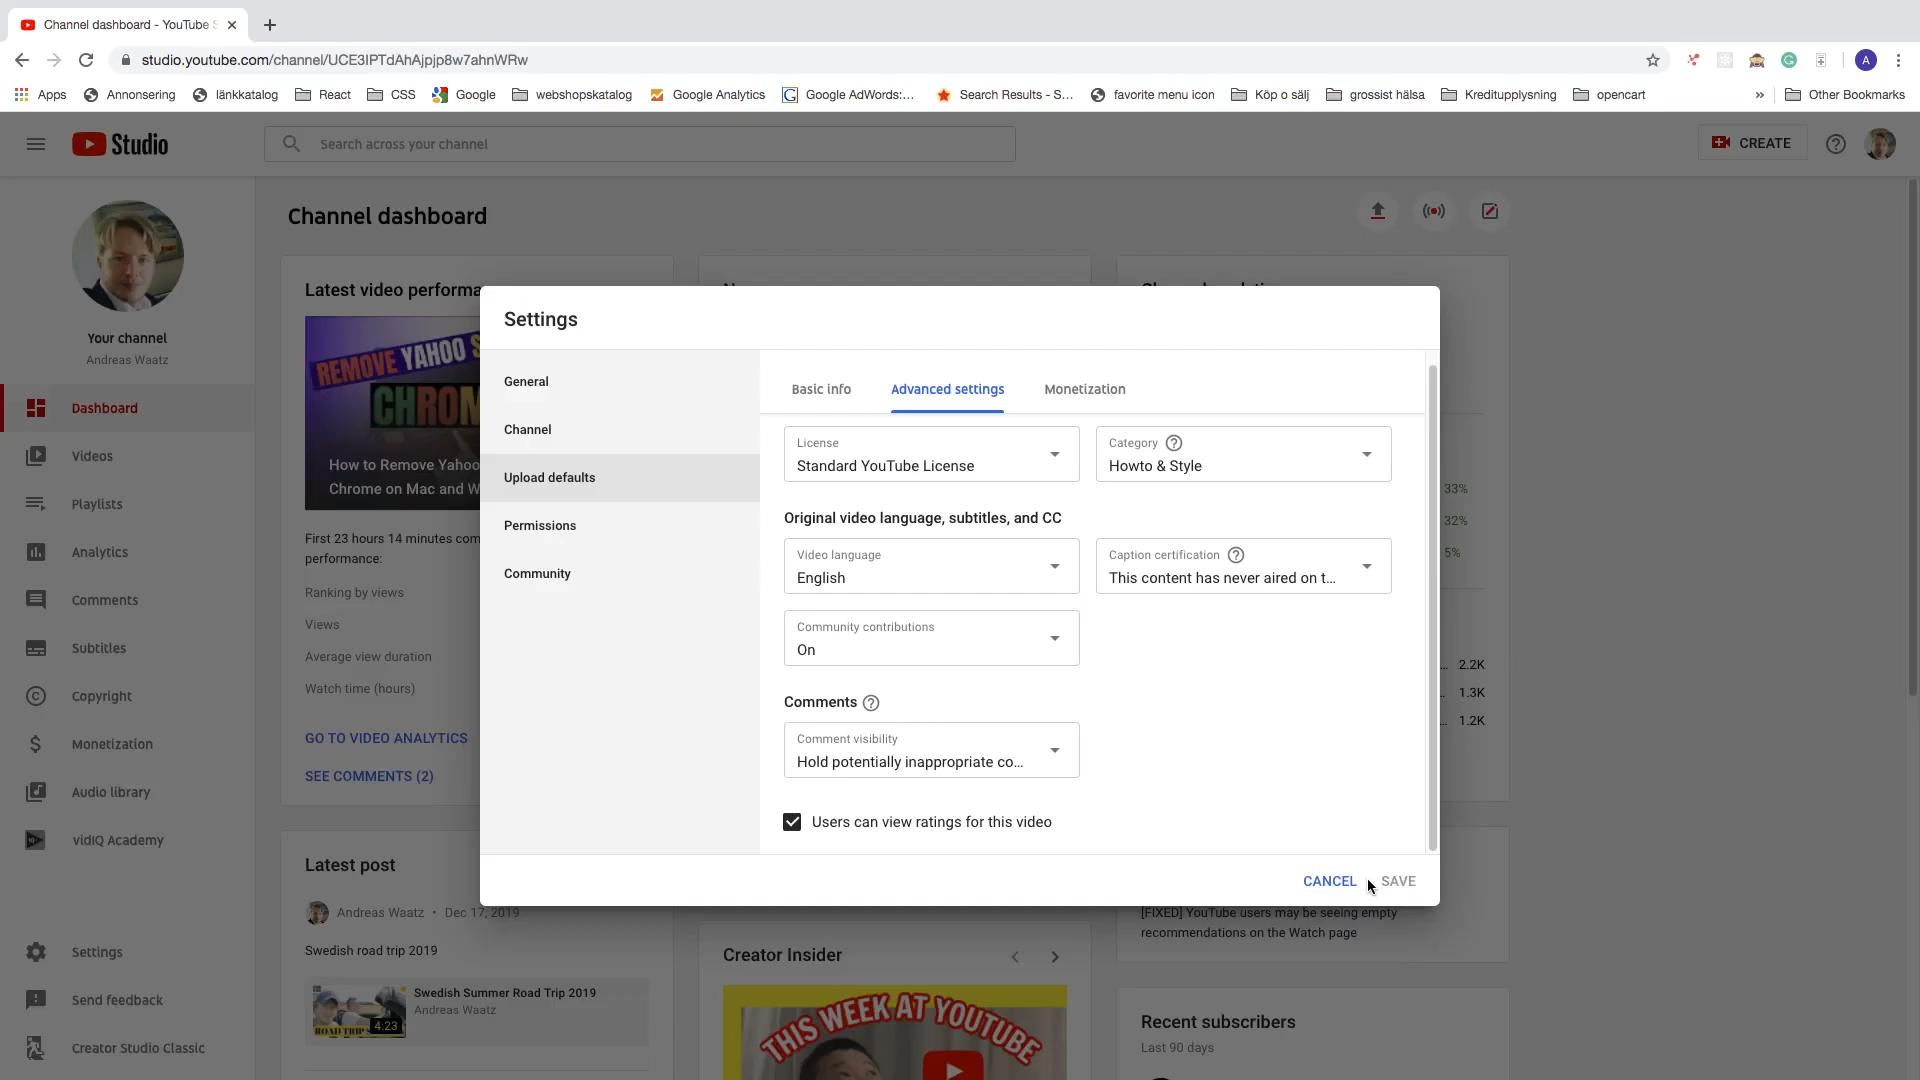 Channel dashboard - YouTube S
studio.youtube.com/channel/UCE3IPTdAhAjpjp8w7ahnWRw
A
Apps
Annonsering
länkkatalog
React
CSS
Google
webshopskatalog
Google Analytics
Google AdWords:...
Search Results - S...
favorite menu icon
Köp o sälj
grossist hälsa
Kreditupplysning
opencart
»
Other Bookmarks
Studio
Search across your channel
CREATE
Channel dashboard
Your channel
Andreas Waatz
Dashboard
Videos
Playlists
Analytics
Comments
Subtitles
Copyright
Monetization
Audio library
vidIQ Academy
Settings
Send feedback
Creator Studio Classic
Latest video performa
REMOVE YAHOO S
CHROM
How to Remove Yahoo
Chrome on Mac and W
First 23 hours 14 minutes com
performance:
Ranking by views
Views
Average view duration
Watch time (hours)
GO TO VIDEO ANALYTICS
SEE COMMENTS (2)
Latest post
Andreas Waatz • Dec 17, 2019
Swedish road trip 2019
Swedish Summer Road Trip 2019
Andreas Waatz
ROAD TRIP
4:23
Settings
General
Channel
Upload defaults
Permissions
Community
Basic info
Advanced settings
Monetization
License
Standard YouTube License
Category
Howto & Style
Original video language, subtitles, and CC
Video language
English
Caption certification
This content has never aired on t...
Community contributions
On
Comments
Comment visibility
Hold potentially inappropriate co...
Users can view ratings for this video
CANCEL
SAVE
33%
32%
5%
... 2.2K
... 1.3K
... 1.2K
[FIXED] YouTube users may be seeing empty
recommendations on the Watch page
Creator Insider
THIS WEEK AT YOUTUBE
Recent subscribers
Last 90 days